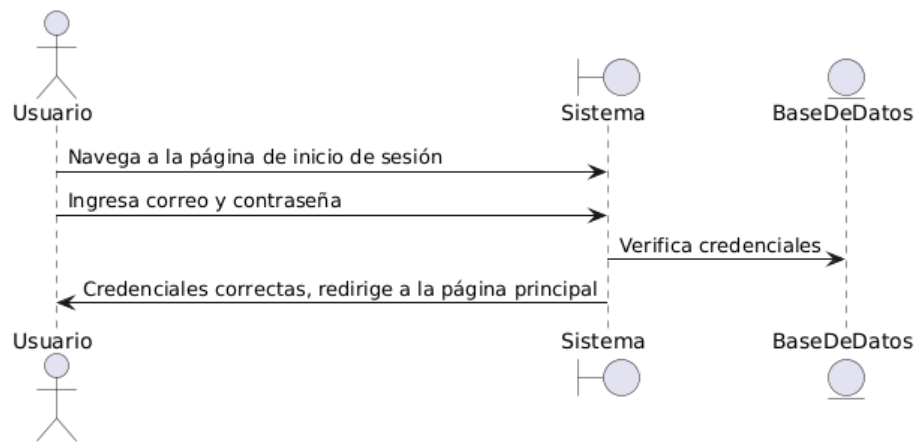 Usuario
Sistema
BaseDeDatos
Navega a la página de inicio de sesión
Ingresa correo y contraseña
Verifica credenciales
Credenciales correctas, redirige a la página principal
Usuario
Sistema
BaseDeDatos